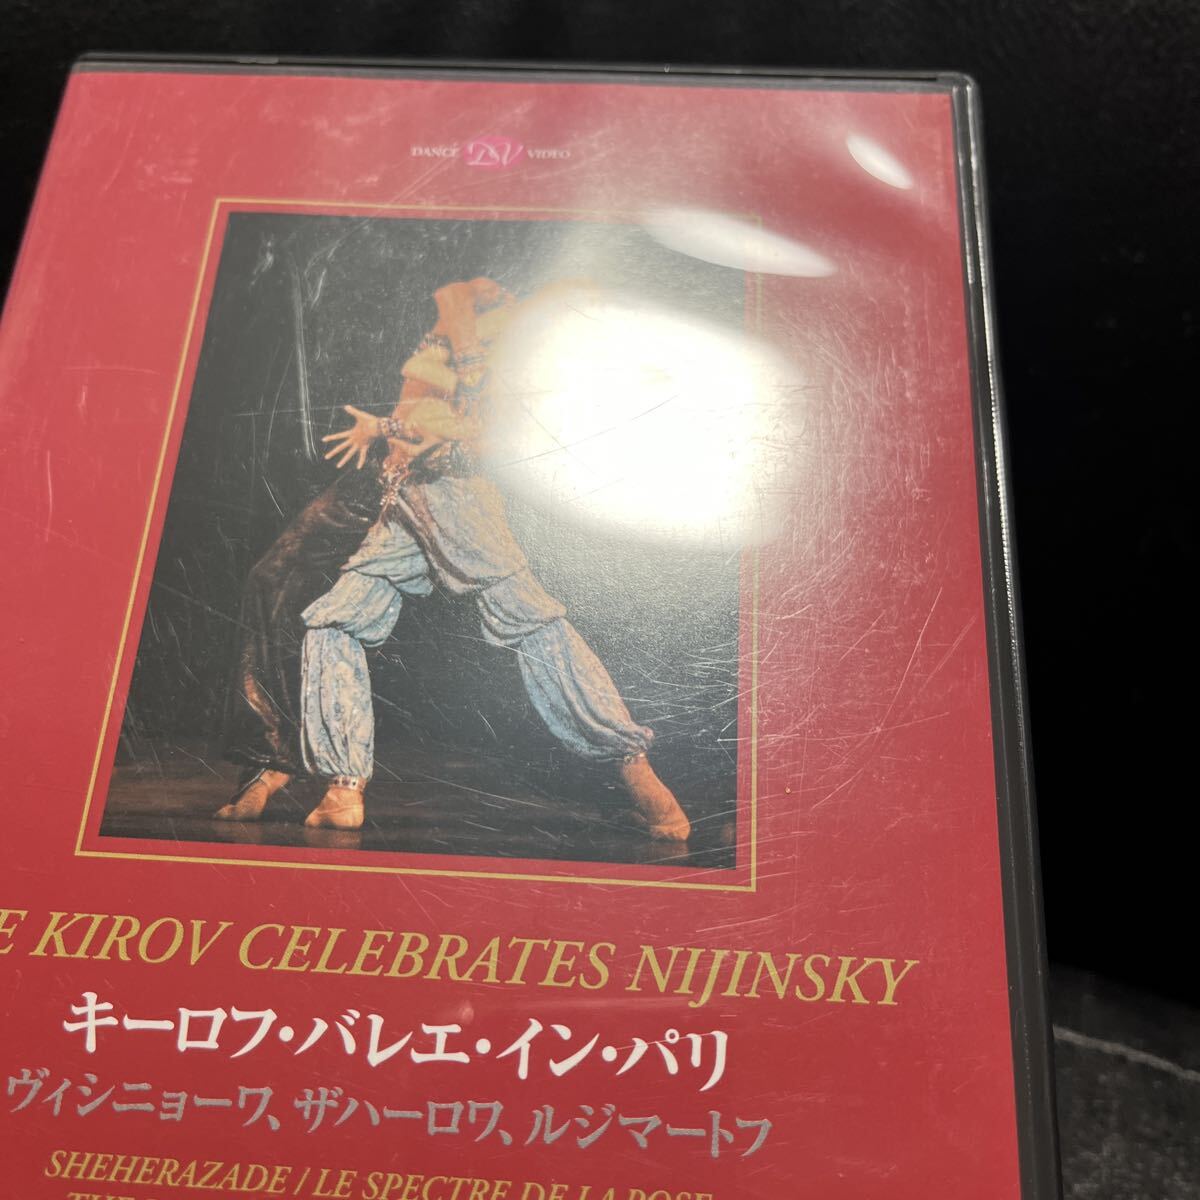 DANCE DV VIDEO
E KIROV CELEBRATES NIJINSKY
キーロフ・バレエ・イン・パリ
ヴィシニョーワ、ザハーロワ、ルジマートフ
SHEHERAZADE / LE SPECTRE DE LA ROSE